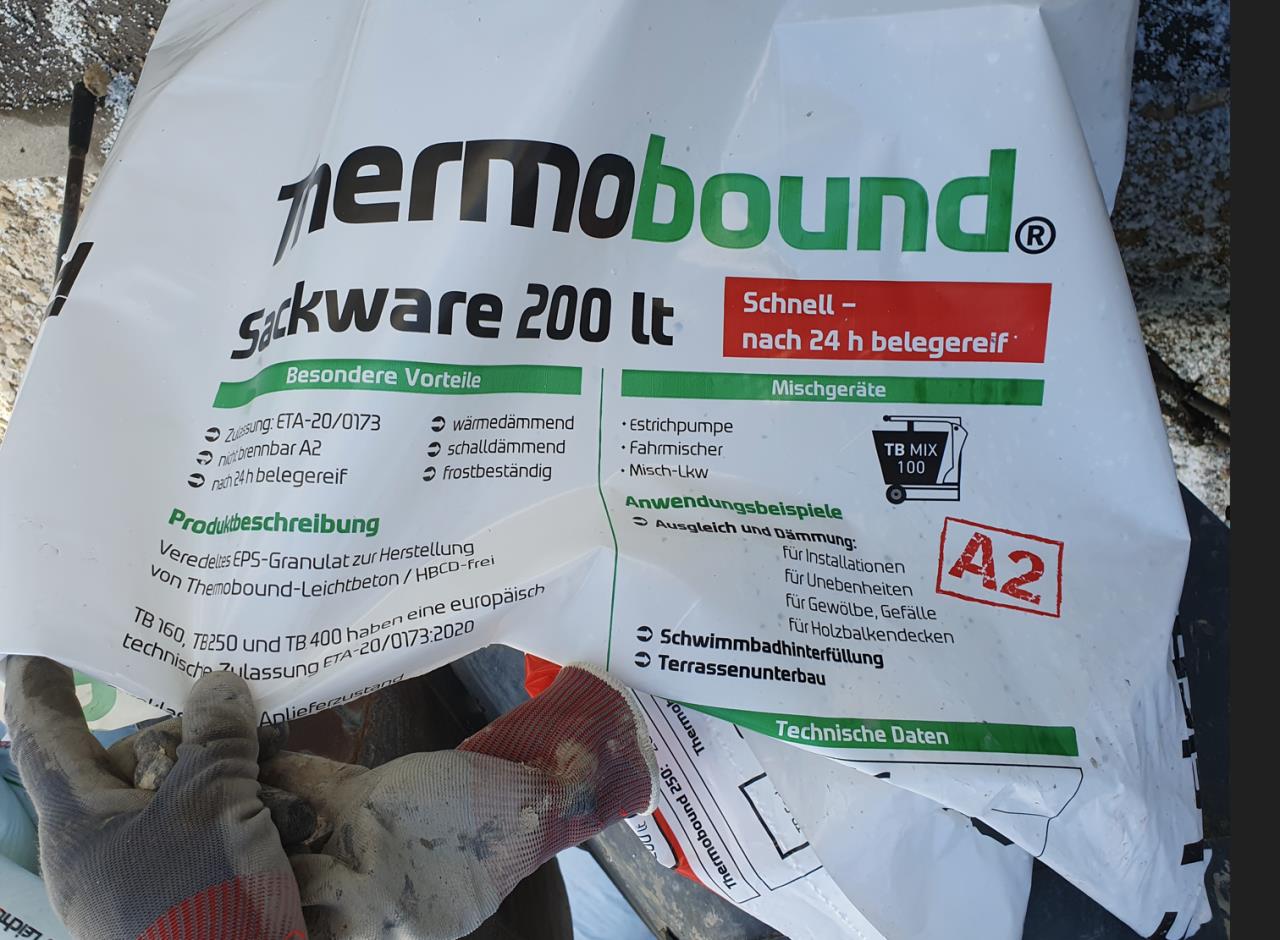 Thermobound®
Sackware 200 lt
Schnell –
nach 24 h belegereif
Besondere Vorteile
Zulassung: ETA-20/0173
nicht brennbar A2
nach 24 h belegereif
wärmedämmend
schalldämmend
frostbeständig
Produktbeschreibung
Veredeltes EPS-Granulat zur Herstellung
von Thermobound-Leichtbeton / HBCD-frei
TB 160, TB250 und TB 400 haben eine europäisch
technische Zulassung ETA-20/0173:2020
Anlieferzustand
Mischgeräte
• Estrichpumpe
• Fahrmischer
• Misch-Lkw
TB MIX
100
Anwendungsbeispiele
Ausgleich und Dämmung:
für Installationen
für Unebenheiten
für Gewölbe, Gefälle
für Holzbalkendecken
A2
Schwimmbadhinterfüllung
Terrassenunterbau
Technische Daten
Thermobound 250: